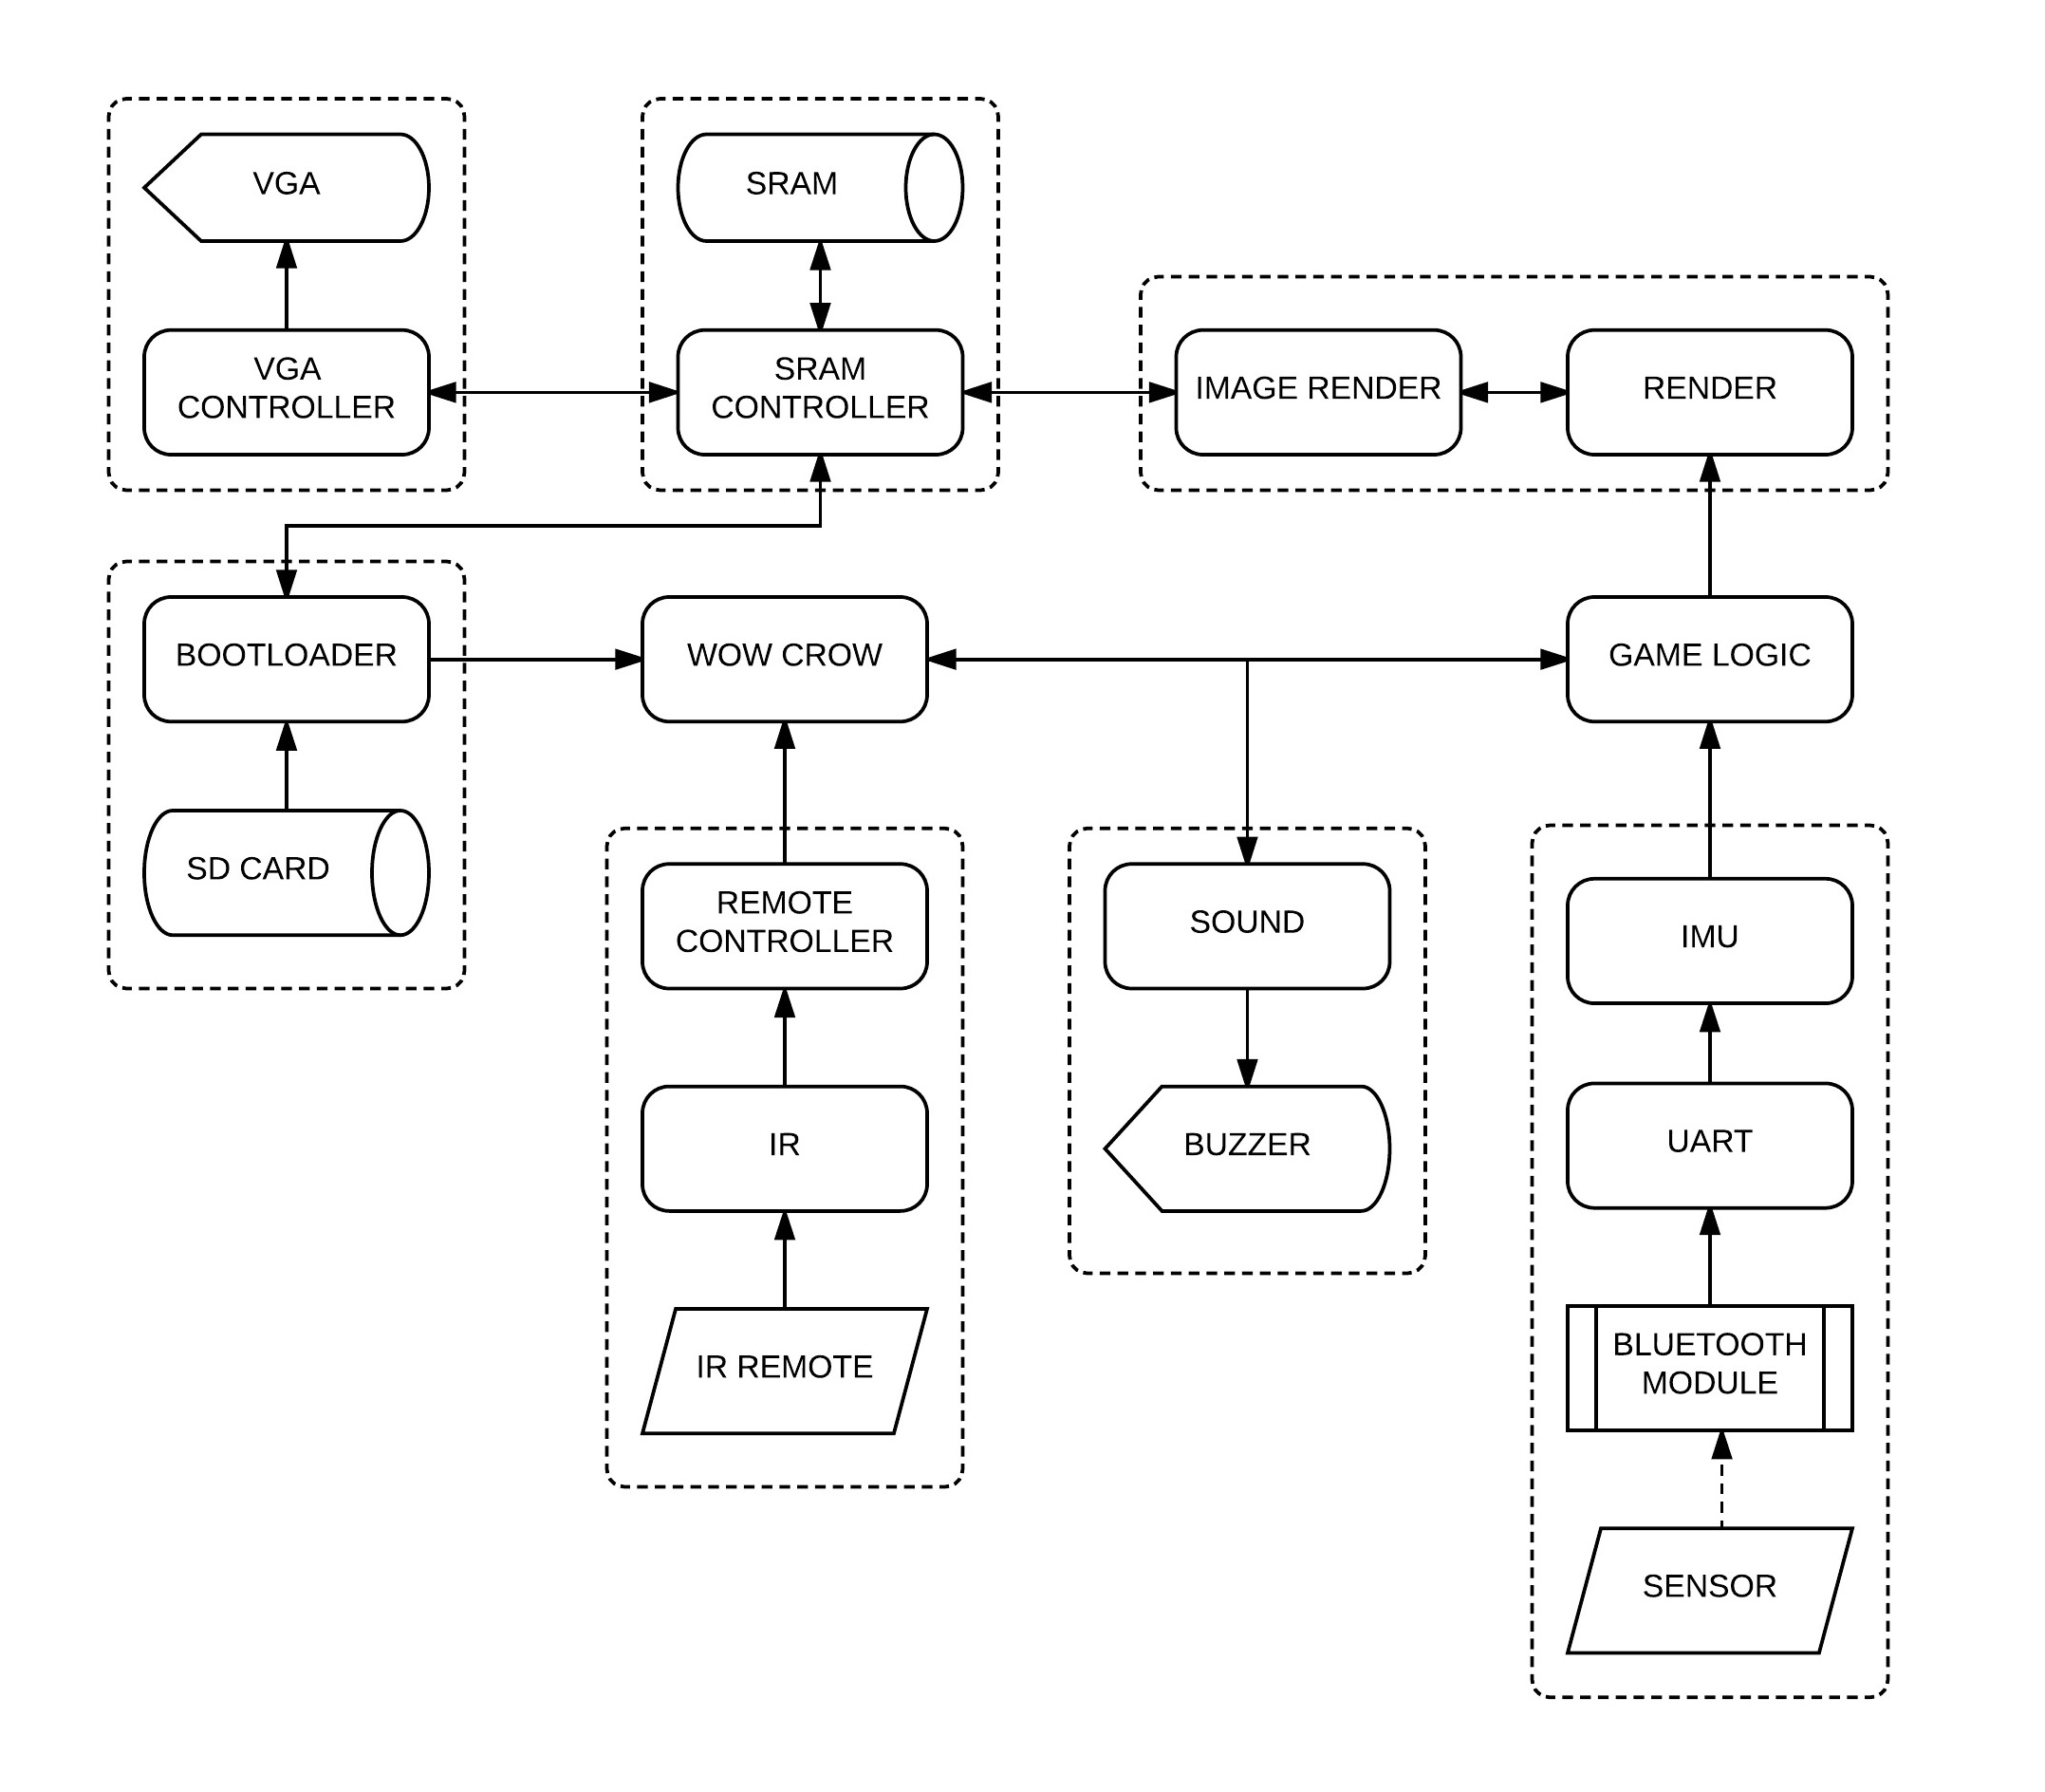 VGA
SRAM
VGA
CONTROLLER
SRAM
CONTROLLER
IMAGE RENDER
RENDER
BOOTLOADER
WOW CROW
GAME LOGIC
SD CARD
REMOTE
CONTROLLER
SOUND
IMU
IR
BUZZER
UART
IR REMOTE
BLUETOOTH
MODULE
SENSOR